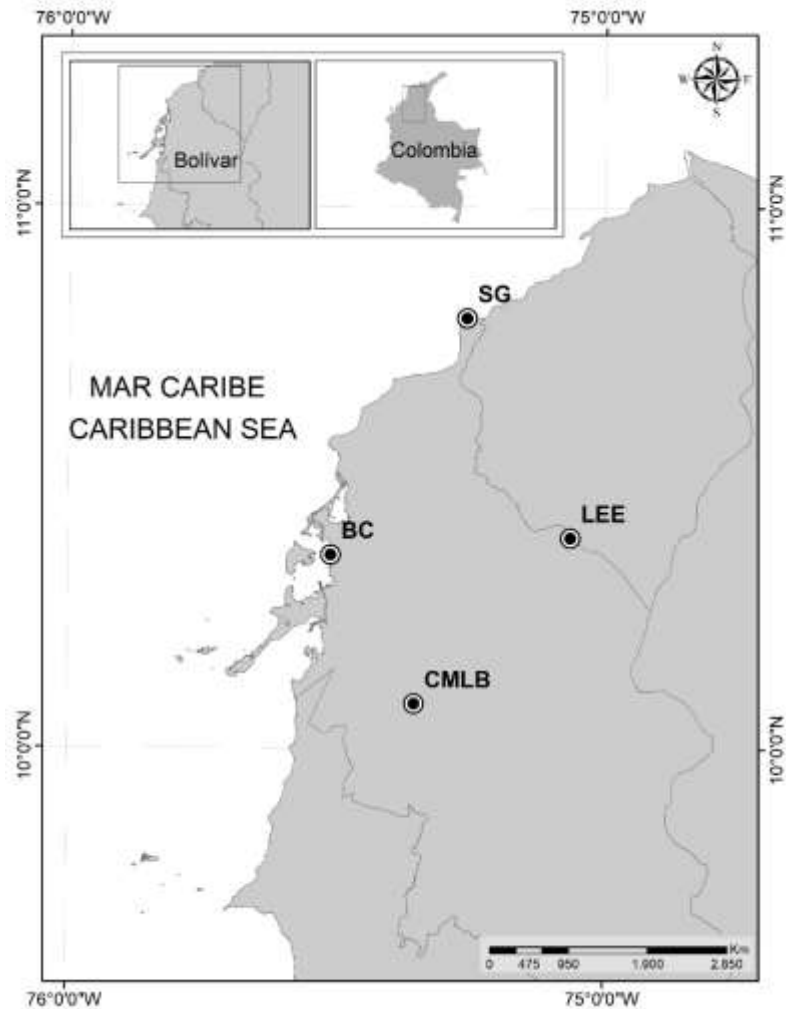 76°0'0"W 75°0'0"W
N
W E
S
Bolívar
Colombia
11°0'0"N 11°0'0"N
SG
MAR CARIBE
CARIBBEAN SEA
LEE
BC
CMLB
10°0'0"N 10°0'0"N
Km
0 475 950 1.900 2.850
76°0'0"W 75°0'0"W